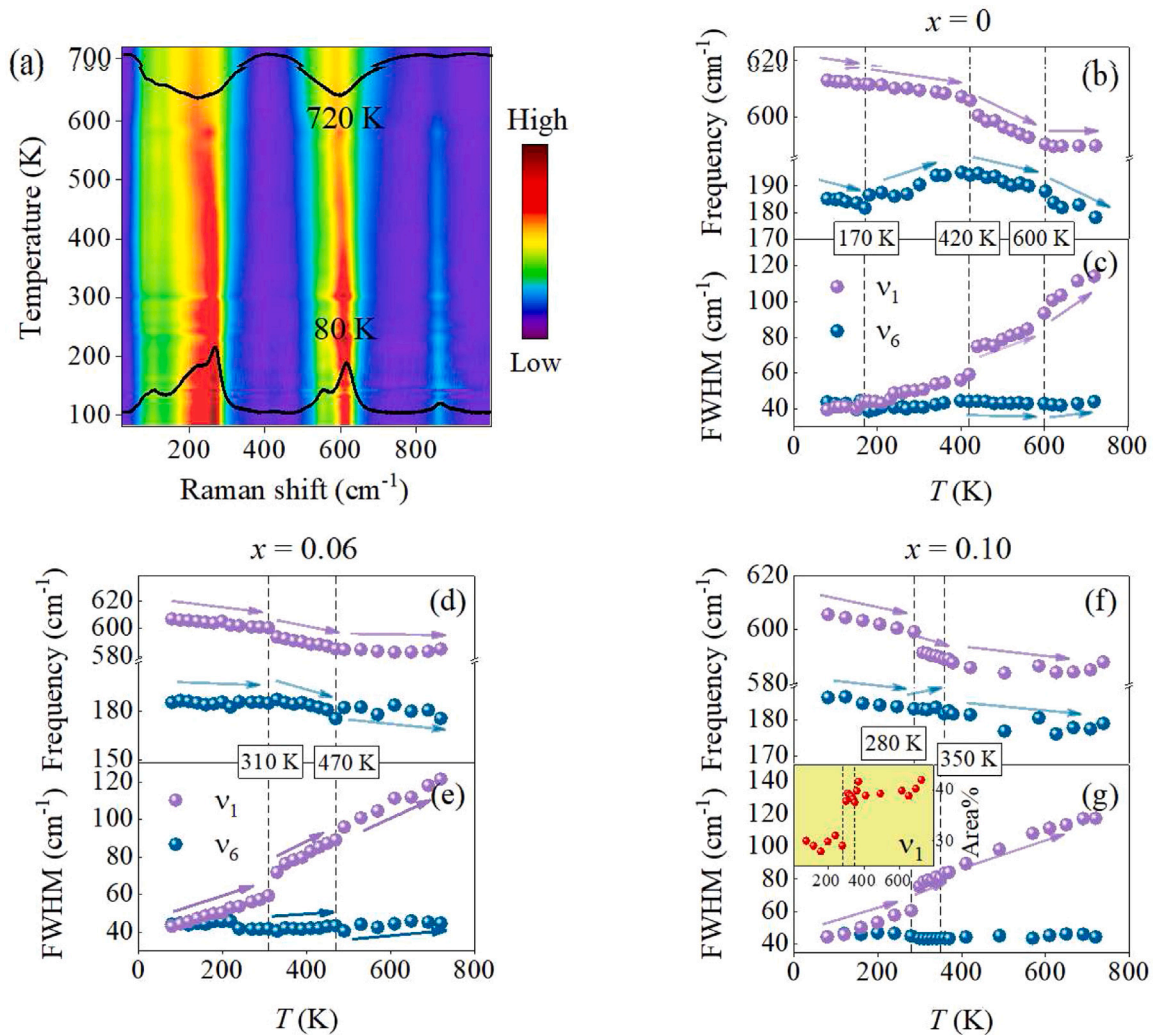 (a)
700
600
500
400
300
200
100
Temperature (K)
720 K
80 K
200 400 600 800
Raman shift (cm⁻¹)
High
Low
x = 0
(b)
620
600
190
180
170
Frequency (cm⁻¹)
170 K
420 K
600 K
(c)
120
100
80
60
40
FWHM (cm⁻¹)
ν₁
ν₆
0 200 400 600 800
T (K)
x = 0.06
(d)
620
600
580
180
150
Frequency (cm⁻¹)
310 K
470 K
(e)
120
100
80
60
40
FWHM (cm⁻¹)
ν₁
ν₆
0 200 400 600 800
T (K)
x = 0.10
(f)
620
600
580
190
180
170
Frequency (cm⁻¹)
280 K
350 K
(g)
140
120
100
80
60
40
FWHM (cm⁻¹)
40
30
Area%
ν₁
200 400 600
0 200 400 600 800
T (K)